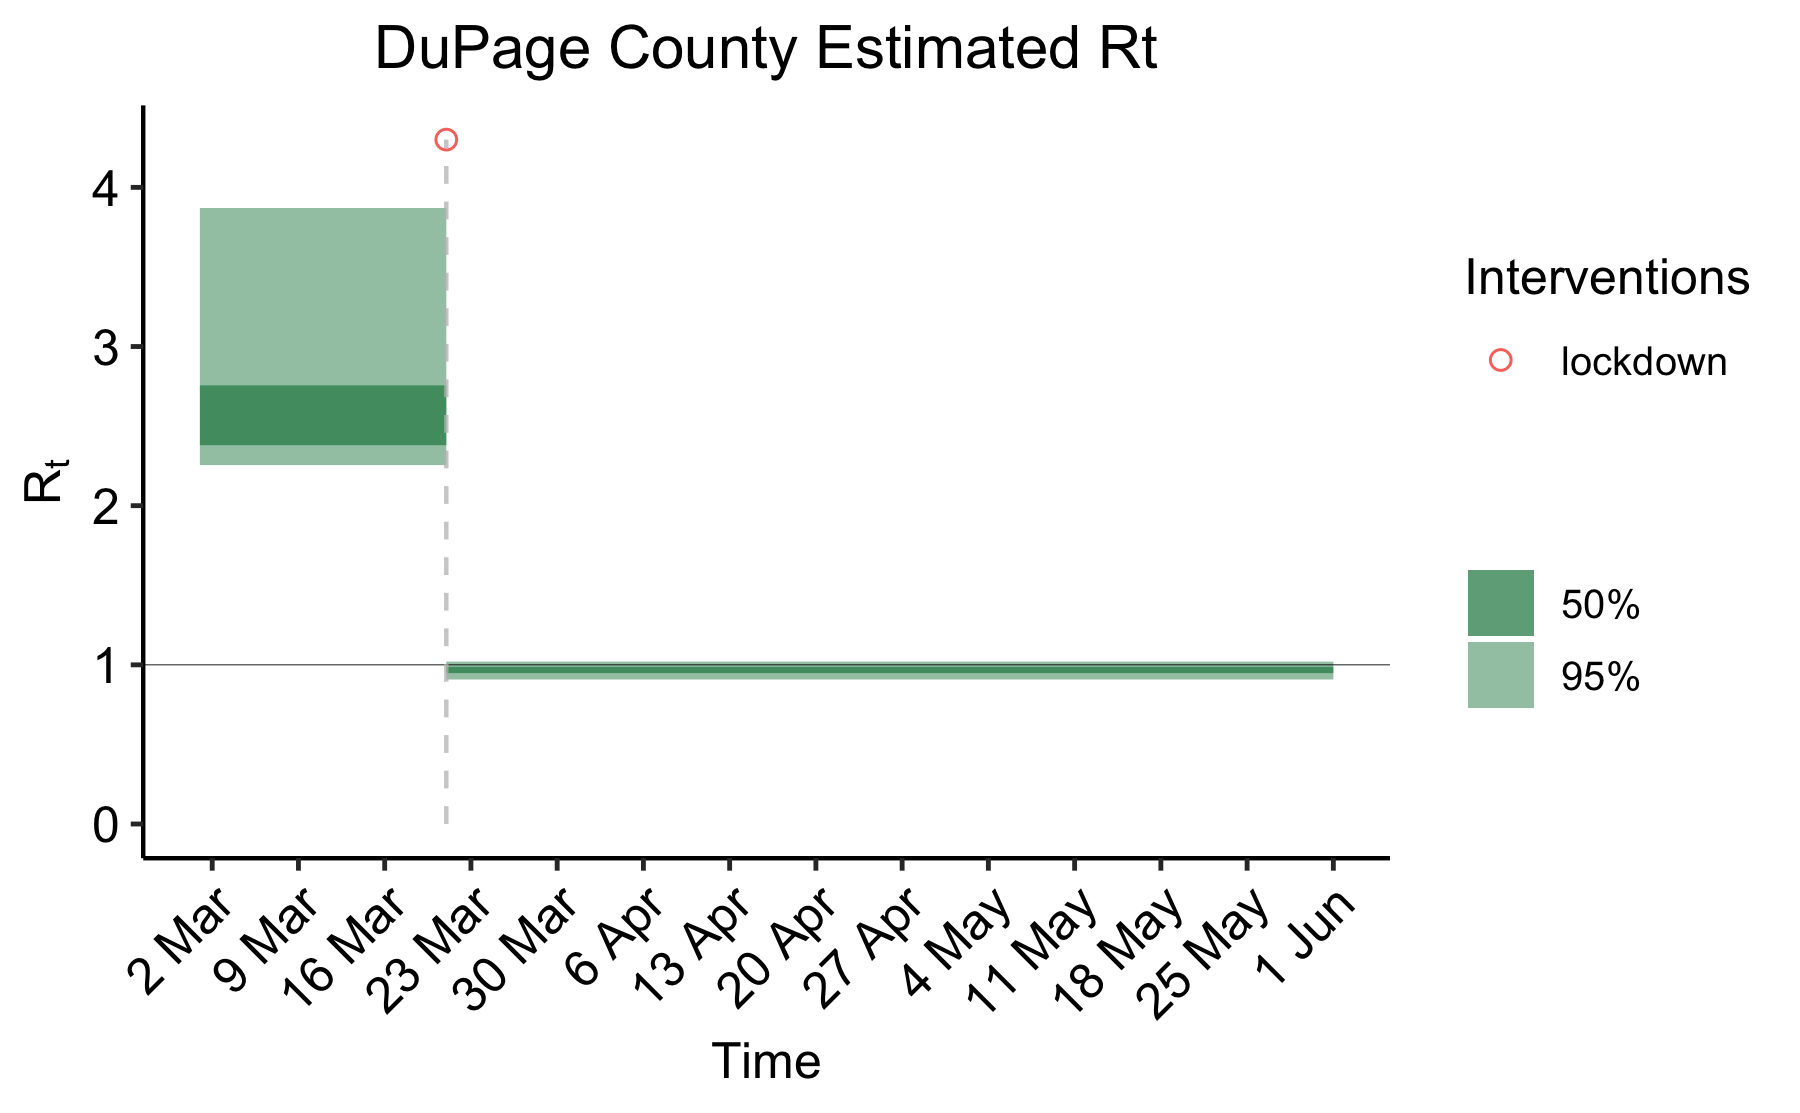 DuPage County Estimated Rt
4
3
2
1
0
Rt
2 Mar
9 Mar
16 Mar
23 Mar
30 Mar
6 Apr
13 Apr
20 Apr
27 Apr
4 May
11 May
18 May
25 May
1 Jun
Time
Interventions
lockdown
50%
95%